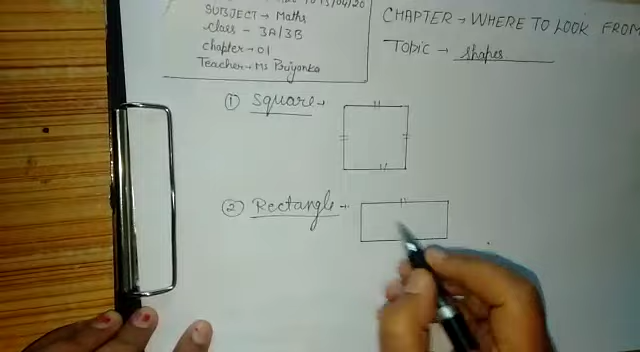 SUBJECT → Maths
Class - 3A/3B
Chapter → 01
Teacher → Ms Priyanka
CHAPTER → WHERE TO LOOK FROM
TOPIC → shapes
① Square →
② Rectangle →